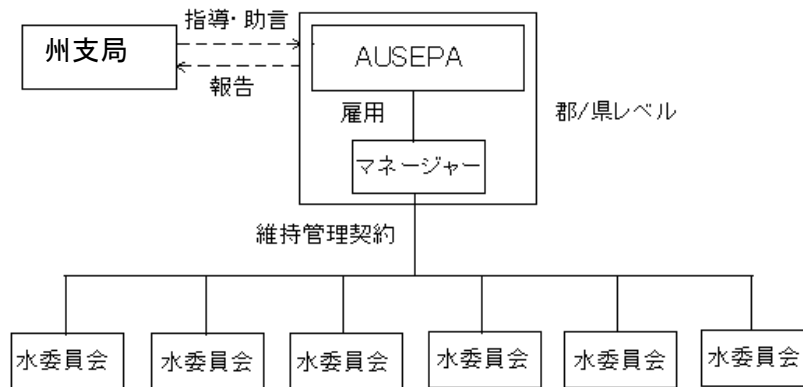 指導・助言
州支局
AUSEPA
報告
雇用
郡/県レベル
マネージャー
維持管理契約
水委員会
水委員会
水委員会
水委員会
水委員会
水委員会